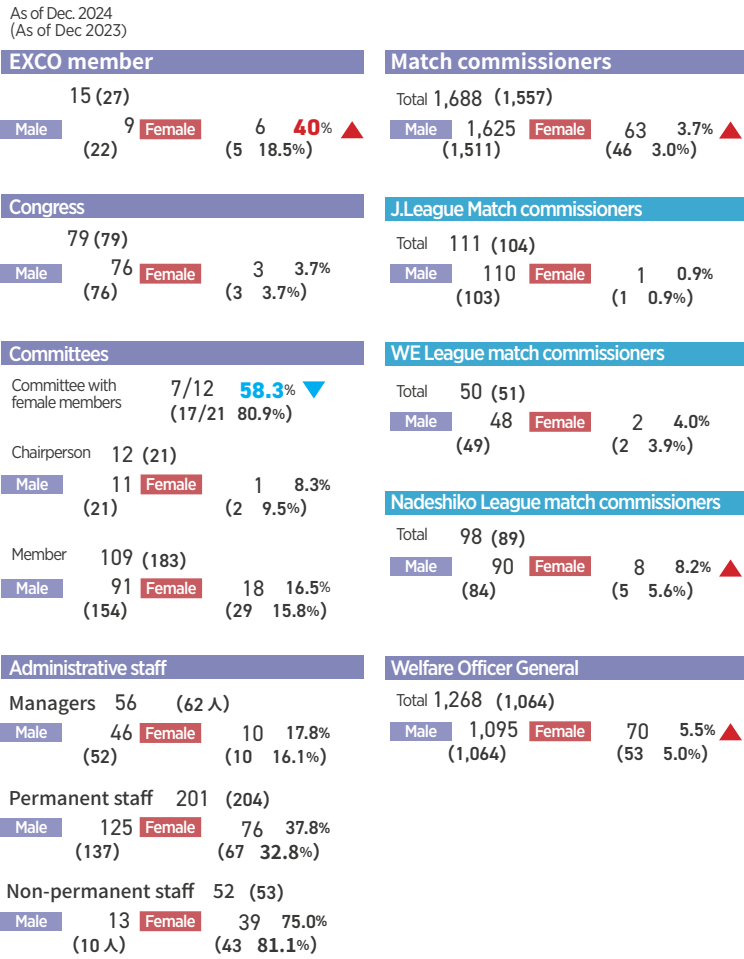 As of Dec. 2024
(As of Dec 2023)
EXCO member
15 (27)
Male 9 Female 6 40%
(22) (5 18.5%)
Congress
79 (79)
Male 76 Female 3 3.7%
(76) (3 3.7%)
Committees
Committee with 7/12 58.3%
female members (17/21 80.9%)
Chairperson 12 (21)
Male 11 Female 1 8.3%
(21) (2 9.5%)
Member 109 (183)
Male 91 Female 18 16.5%
(154) (29 15.8%)
Administrative staff
Managers 56 (62 人)
Male 46 Female 10 17.8%
(52) (10 16.1%)
Permanent staff 201 (204)
Male 125 Female 76 37.8%
(137) (67 32.8%)
Non-permanent staff 52 (53)
Male 13 Female 39 75.0%
(10 人) (43 81.1%)
Match commissioners
Total 1,688 (1,557)
Male 1,625 Female 63 3.7%
(1,511) (46 3.0%)
J.League Match commissioners
Total 111 (104)
Male 110 Female 1 0.9%
(103) (1 0.9%)
WE League match commissioners
Total 50 (51)
Male 48 Female 2 4.0%
(49) (2 3.9%)
Nadeshiko League match commissioners
Total 98 (89)
Male 90 Female 8 8.2%
(84) (5 5.6%)
Welfare Officer General
Total 1,268 (1,064)
Male 1,095 Female 70 5.5%
(1,064) (53 5.0%)